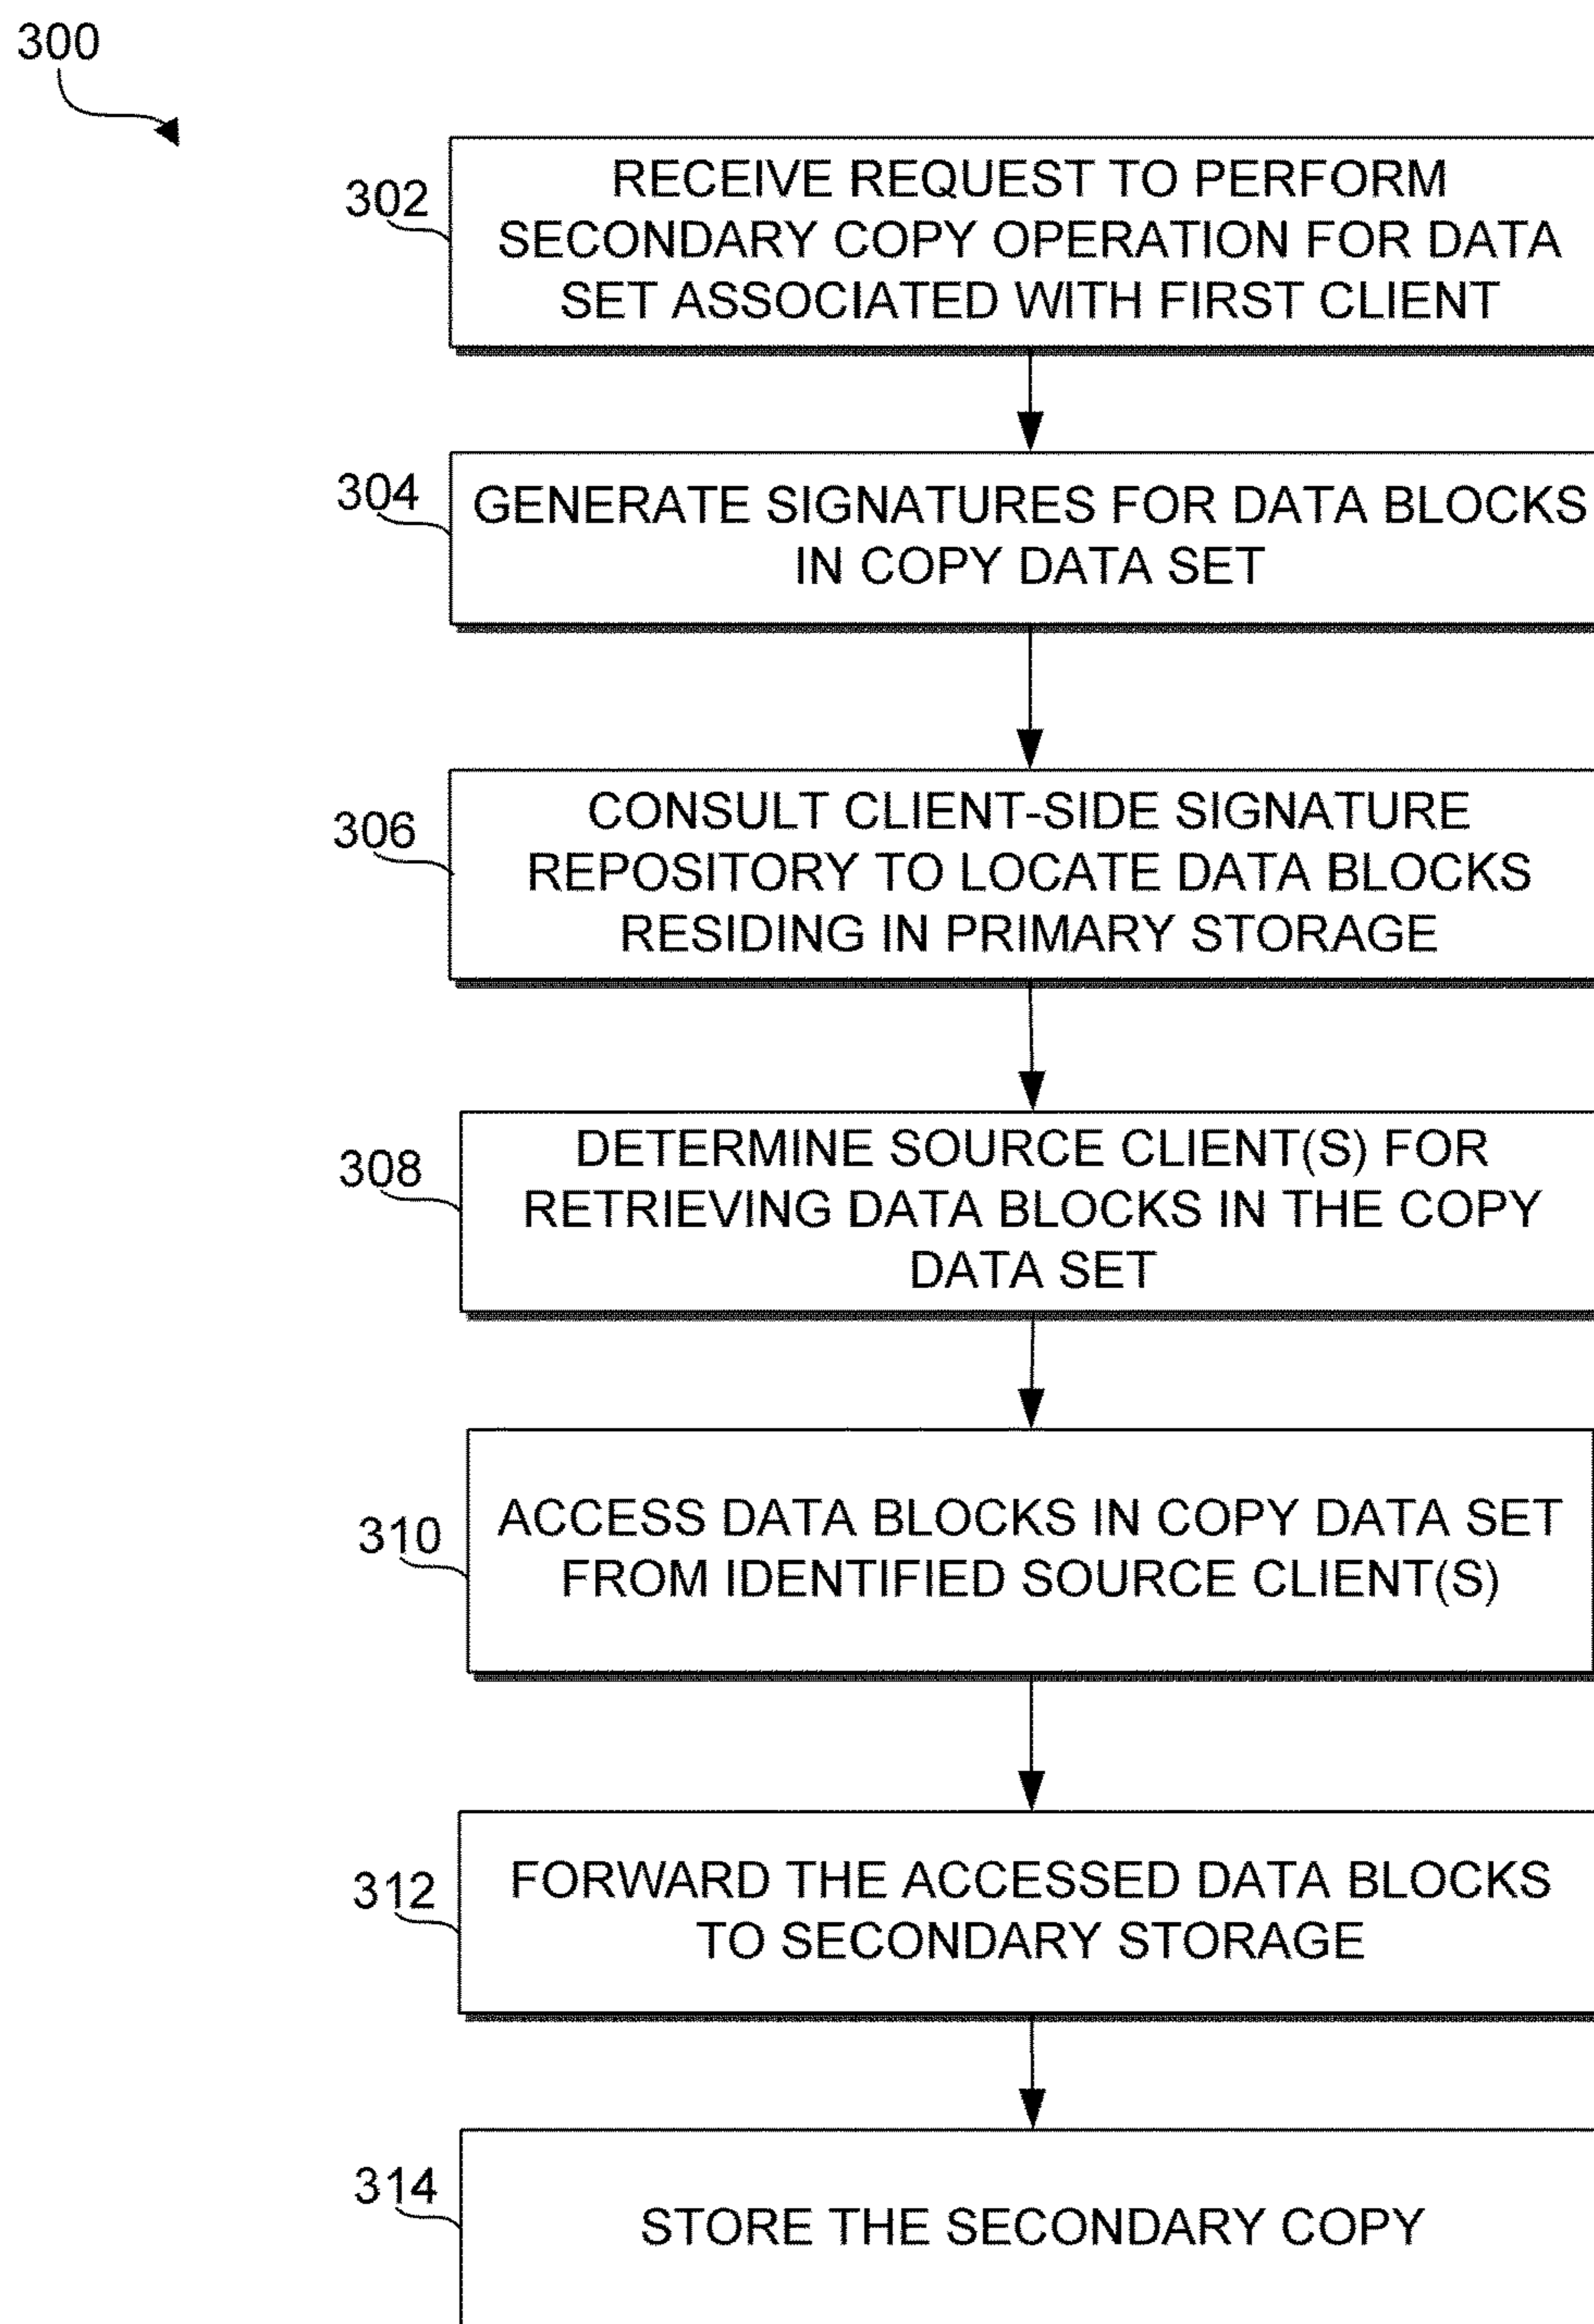 300
302
RECEIVE REQUEST TO PERFORM
SECONDARY COPY OPERATION FOR DATA
SET ASSOCIATED WITH FIRST CLIENT
304
GENERATE SIGNATURES FOR DATA BLOCKS
IN COPY DATA SET
306
CONSULT CLIENT-SIDE SIGNATURE
REPOSITORY TO LOCATE DATA BLOCKS
RESIDING IN PRIMARY STORAGE
308
DETERMINE SOURCE CLIENT(S) FOR
RETRIEVING DATA BLOCKS IN THE COPY
DATA SET
310
ACCESS DATA BLOCKS IN COPY DATA SET
FROM IDENTIFIED SOURCE CLIENT(S)
312
FORWARD THE ACCESSED DATA BLOCKS
TO SECONDARY STORAGE
314
STORE THE SECONDARY COPY